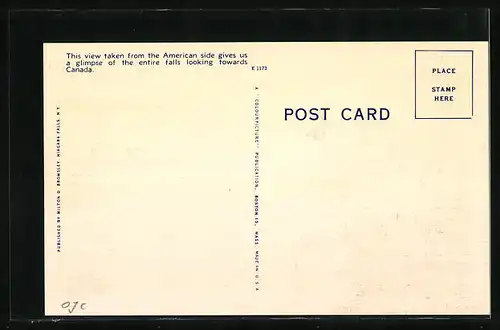 This view taken from the American side gives us
a glimpse of the entire falls looking towards
Canada.
E 1173
PUBLISHED BY MILTON D. BROMSLEY, NIAGARA FALLS, N.Y.
A "COLOURPICTURE" PUBLICATION, BOSTON 15, MASS. MADE IN U.S.A
POST CARD
PLACE
STAMP
HERE